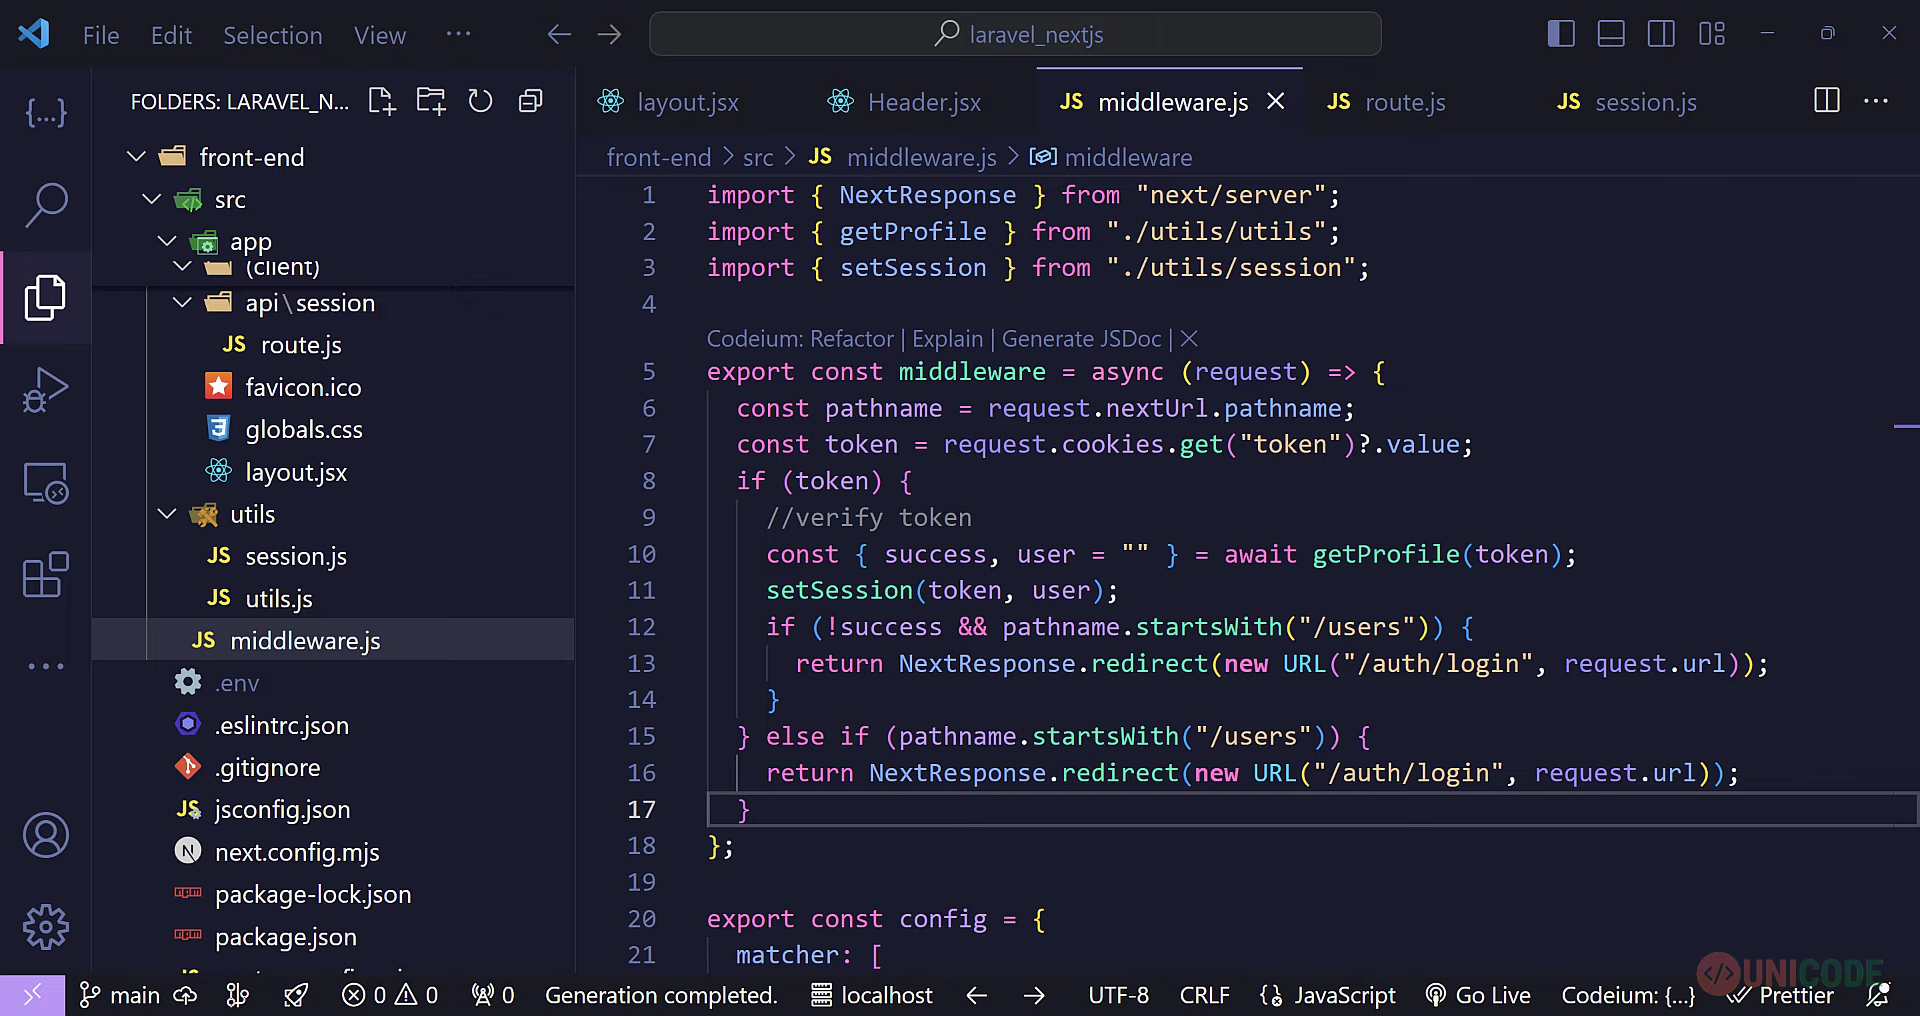 File Edit Selection View ...
laravel_nextjs
FOLDERS: LARAVEL_N...
front-end
src
app
(client)
api\session
JS route.js
favicon.ico
globals.css
layout.jsx
utils
JS session.js
JS utils.js
JS middleware.js
.env
.eslintrc.json
.gitignore
JS jsconfig.json
N next.config.mjs
package-lock.json
package.json
layout.jsx Header.jsx JS middleware.js JS route.js JS session.js
front-end > src > JS middleware.js > middleware
1 import { NextResponse } from "next/server";
2 import { getProfile } from "./utils/utils";
3 import { setSession } from "./utils/session";
4
Codeium: Refactor | Explain | Generate JSDoc | X
5 export const middleware = async (request) => {
6 const pathname = request.nextUrl.pathname;
7 const token = request.cookies.get("token")?.value;
8 if (token) {
9 //verify token
10 const { success, user = "" } = await getProfile(token);
11 setSession(token, user);
12 if (!success && pathname.startsWith("/users")) {
13 return NextResponse.redirect(new URL("/auth/login", request.url));
14 }
15 } else if (pathname.startsWith("/users")) {
16 return NextResponse.redirect(new URL("/auth/login", request.url));
17 }
18 };
19
20 export const config = {
21 matcher: [
main 0 0 0 Generation completed. localhost UTF-8 CRLF JavaScript Go Live Codeium: {...} Prettier
UNICODE